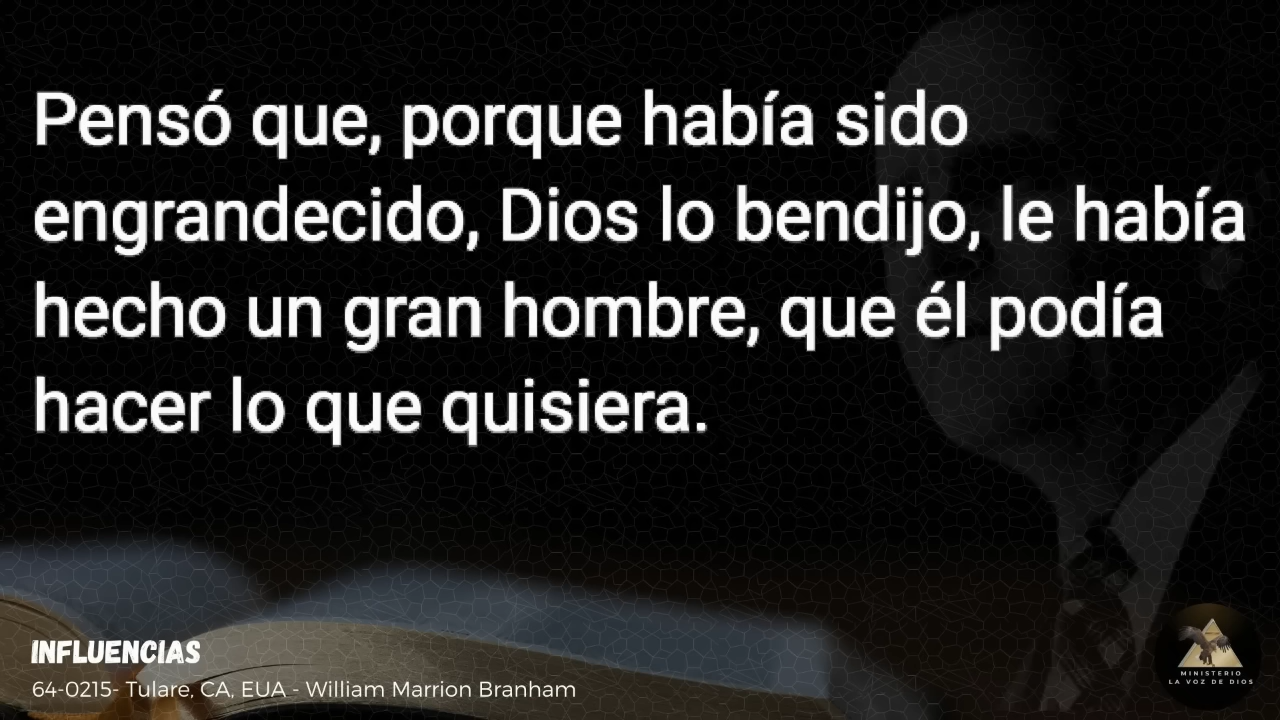 Pensó que, porque había sido
engrandecido, Dios lo bendijo, le había
hecho un gran hombre, que él podía
hacer lo que quisiera.
INFLUENCIAS
64-0215- Tulare, CA, EUA - William Marrion Branham
MINISTERIO
LA VOZ DE DIOS